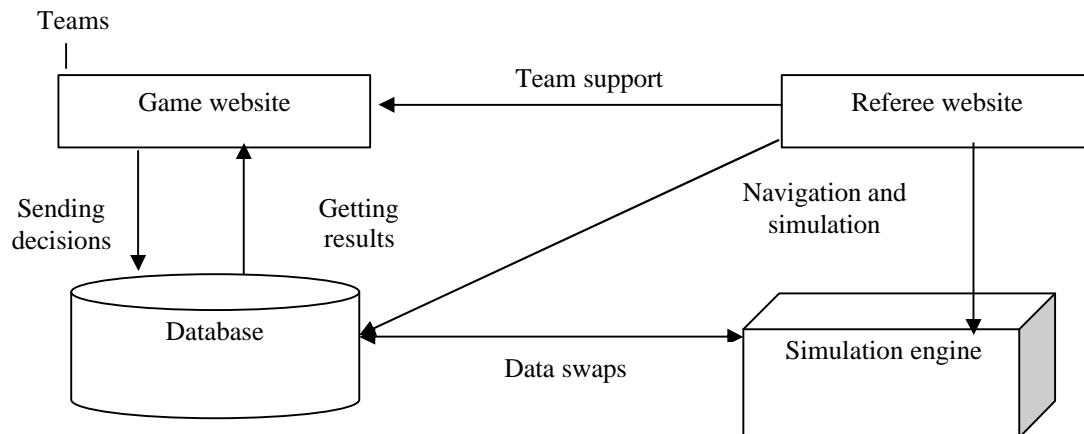 Teams
Team support
Game website
Referee website
Sending
decisions
Getting
results
Navigation and
simulation
Database
Simulation engine
Data swaps